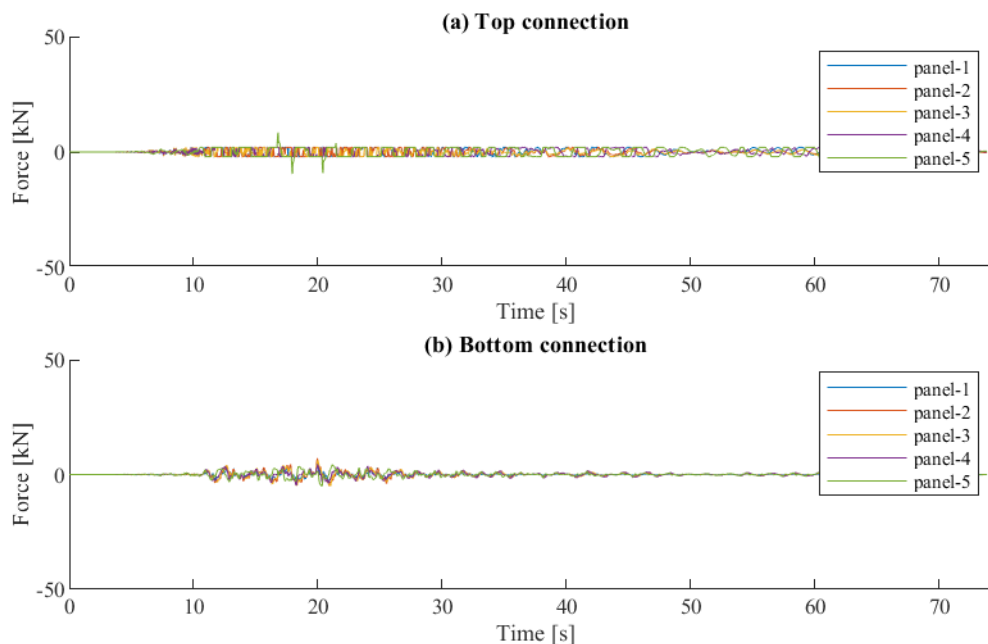 (a) Top connection
50
0
-50
Force [kN]
0 10 20 30 40 50 60 70
Time [s]
panel-1
panel-2
panel-3
panel-4
panel-5
(b) Bottom connection
50
0
-50
Force [kN]
0 10 20 30 40 50 60 70
Time [s]
panel-1
panel-2
panel-3
panel-4
panel-5